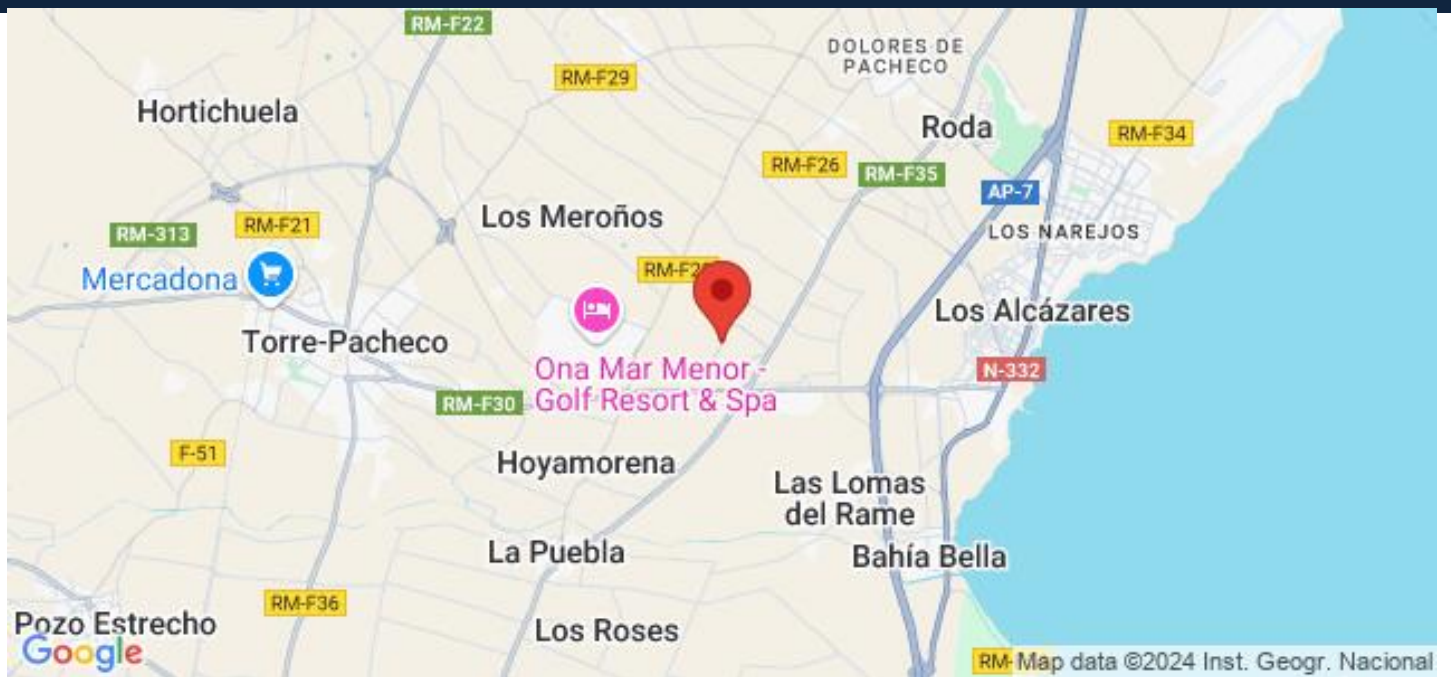 RM-F22
DOLORES DE
PACHECO
RM-F29
Hortichuela
Roda
RM-F34
RM-F26
RM-F35
AP-7
Los Meroños
RM-F21
RM-313
LOS NAREJOS
Mercadona
Los Alcázares
Torre-Pacheco
Ona Mar Menor -
Golf Resort & Spa
N-332
RM-F30
F-51
Hoyamorena
Las Lomas
del Rame
La Puebla
Bahía Bella
RM-F36
Pozo Estrecho
Los Roses
Google
Map data ©2024 Inst. Geogr. Nacional